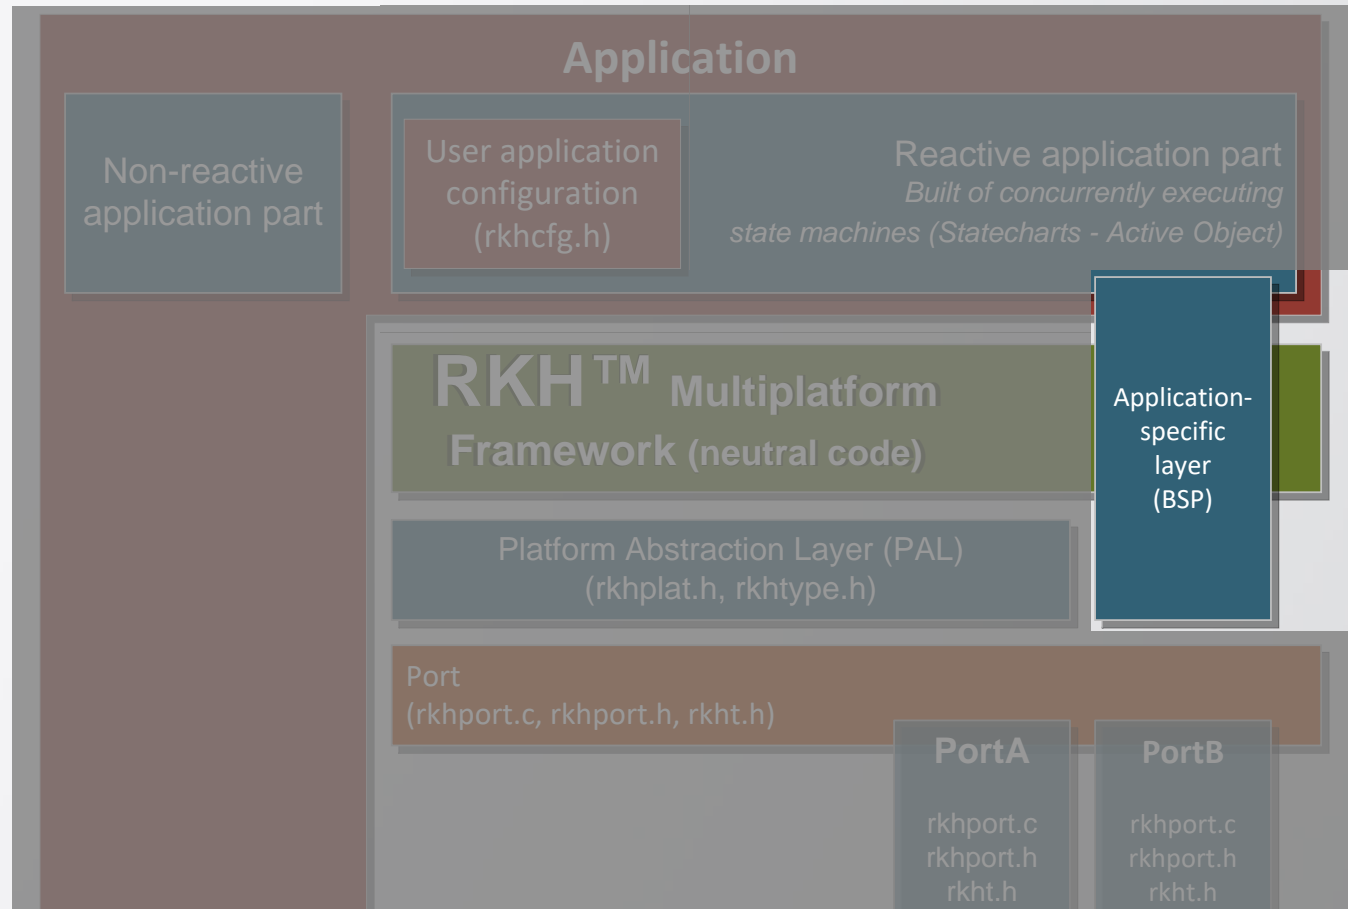 Application
Non-reactive
application part
User application
configuration
(rkhcfg.h)
Reactive application part
Built of concurrently executing
state machines (Statecharts - Active Object)
RKH™ Multiplatform
Framework (neutral code)
Application-
specific
layer
(BSP)
Platform Abstraction Layer (PAL)
(rkhplat.h, rkhtype.h)
Port
(rkhport.c, rkhport.h, rkht.h)
PortA
rkhport.c
rkhport.h
rkht.h
PortB
rkhport.c
rkhport.h
rkht.h